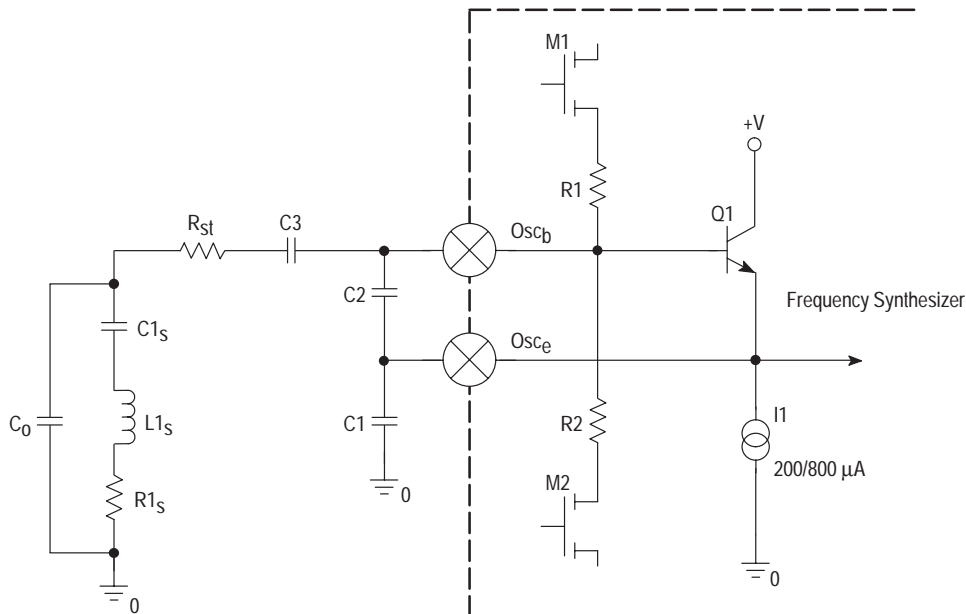 M1
+V
R1
Q1
Rst
C3
Oscb
C2
Frequency Synthesizer
C1s
Osce
Co
L1s
C1
R2
I1
200/800 µA
R1s
0
M2
0
0